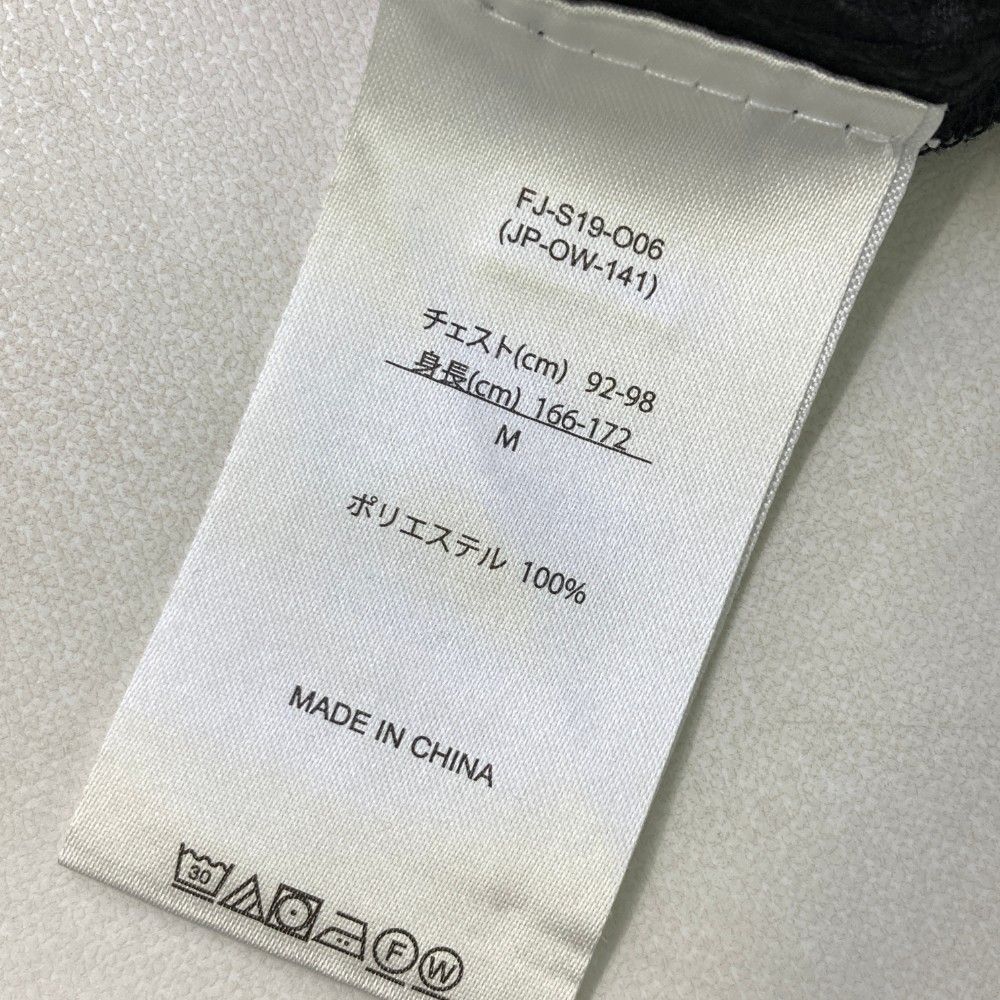 FJ-S19-O06
(JP-OW-141)
チェスト(cm) 92-98
身長(cm) 166-172
M
ポリエステル 100%
MADE IN CHINA
30
F W